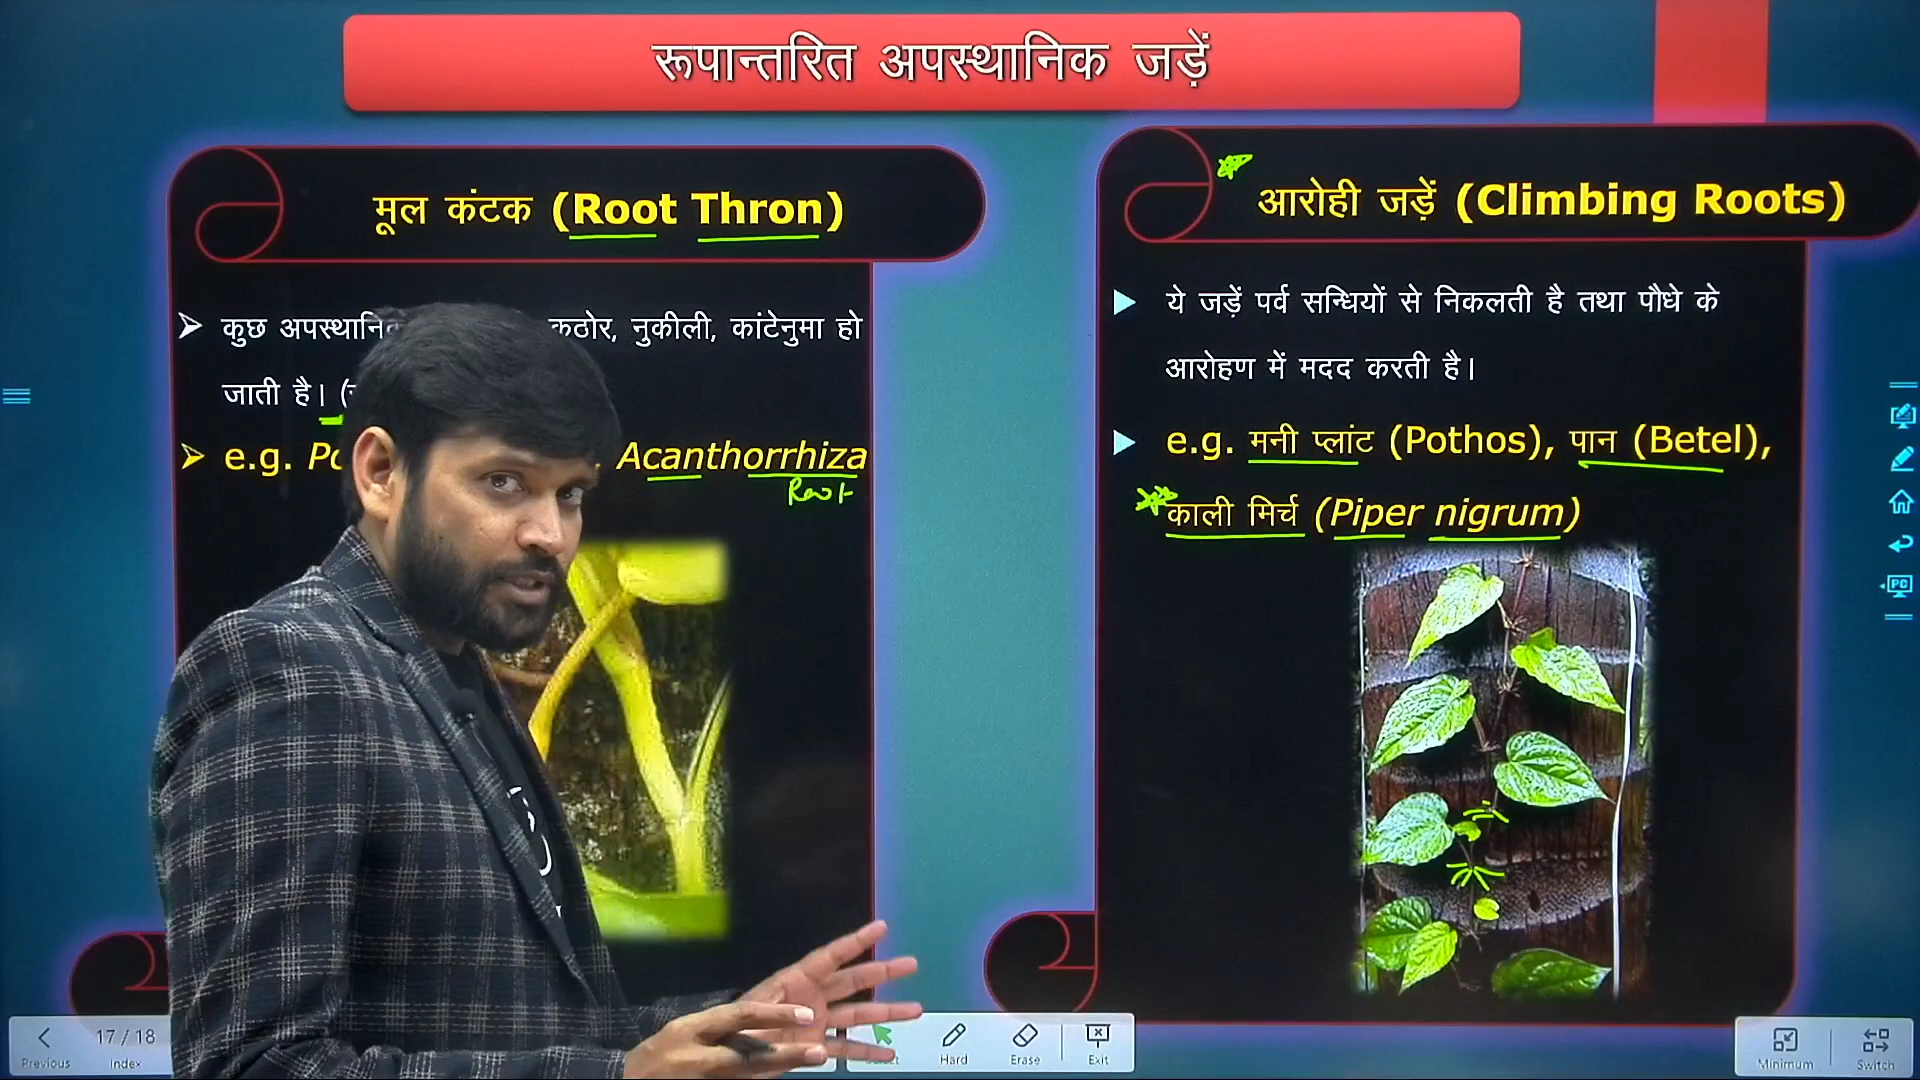 रूपान्तरित अपस्थानिक जड़ें
मूल कंटक (Root Thron)
कुछ कठोर, नुकीली, कांटेनुमा हो
जाती है।
e.g. Acanthorrhiza
Root
आरोही जड़ें (Climbing Roots)
ये जड़ें पर्व सन्धियों से निकलती है तथा पौधे के
आरोहण में मदद करती है।
e.g. मनी प्लांट (Pothos), पान (Betel),
काली मिर्च (Piper nigrum)
17 / 18
Previous
Index
Hard
Erase
Exit
Minimum
Switch
PC